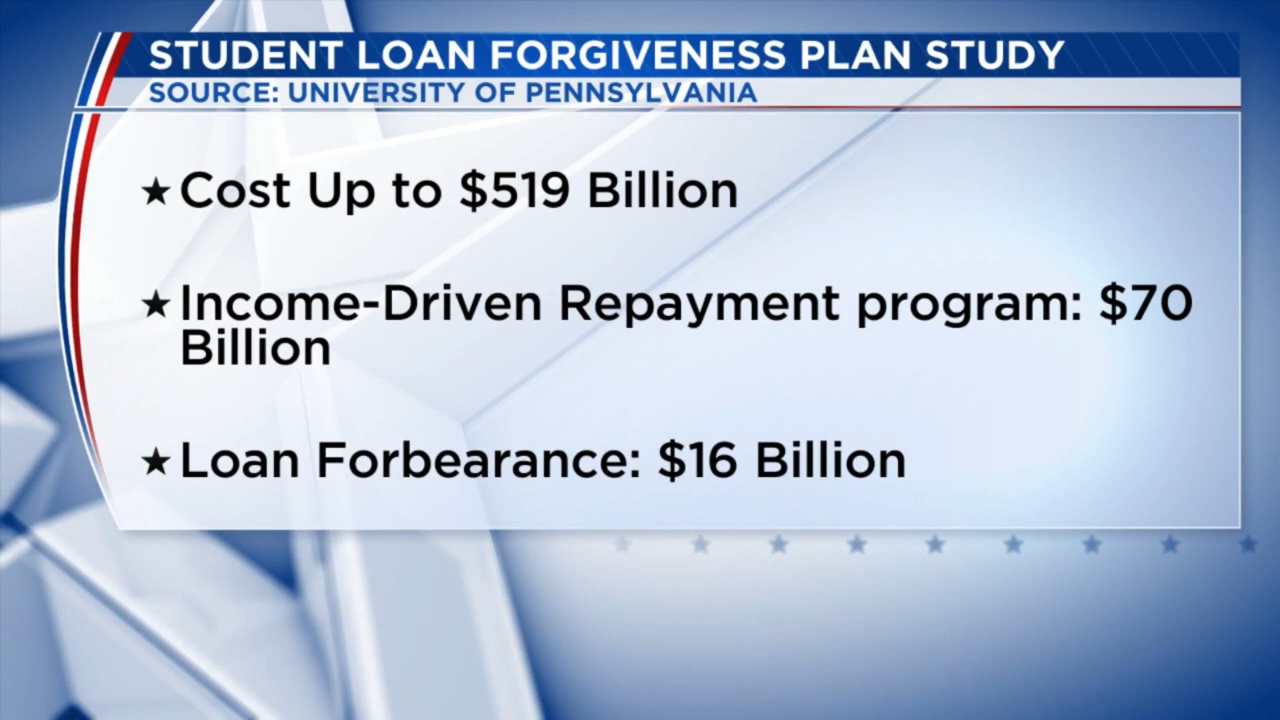 STUDENT LOAN FORGIVENESS PLAN STUDY
SOURCE: UNIVERSITY OF PENNSYLVANIA
★ Cost Up to $519 Billion
★ Income-Driven Repayment program: $70
Billion
★ Loan Forbearance: $16 Billion